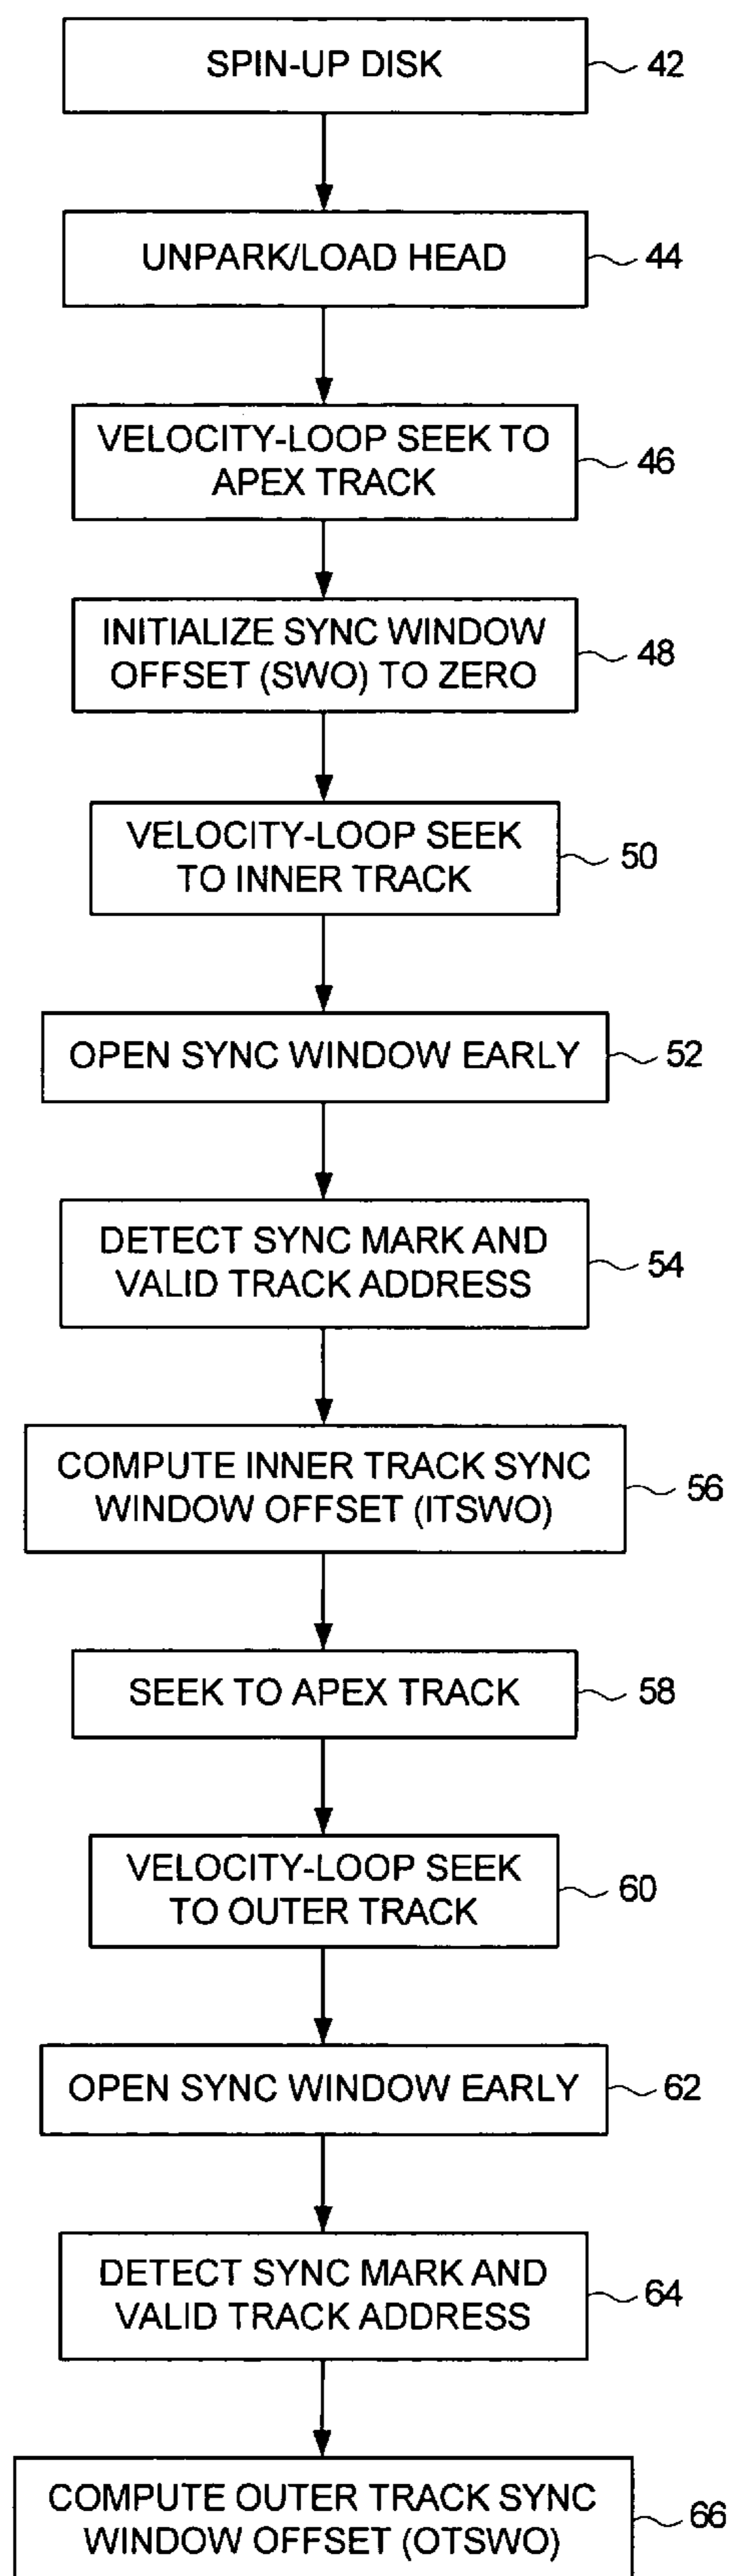 SPIN-UP DISK
42
UNPARK/LOAD HEAD
44
VELOCITY-LOOP SEEK TO
APEX TRACK
46
INITIALIZE SYNC WINDOW
OFFSET (SWO) TO ZERO
48
VELOCITY-LOOP SEEK
TO INNER TRACK
50
OPEN SYNC WINDOW EARLY
52
DETECT SYNC MARK AND
VALID TRACK ADDRESS
54
COMPUTE INNER TRACK SYNC
WINDOW OFFSET (ITSWO)
56
SEEK TO APEX TRACK
58
VELOCITY-LOOP SEEK
TO OUTER TRACK
60
OPEN SYNC WINDOW EARLY
62
DETECT SYNC MARK AND
VALID TRACK ADDRESS
64
COMPUTE OUTER TRACK SYNC
WINDOW OFFSET (OTSWO)
66